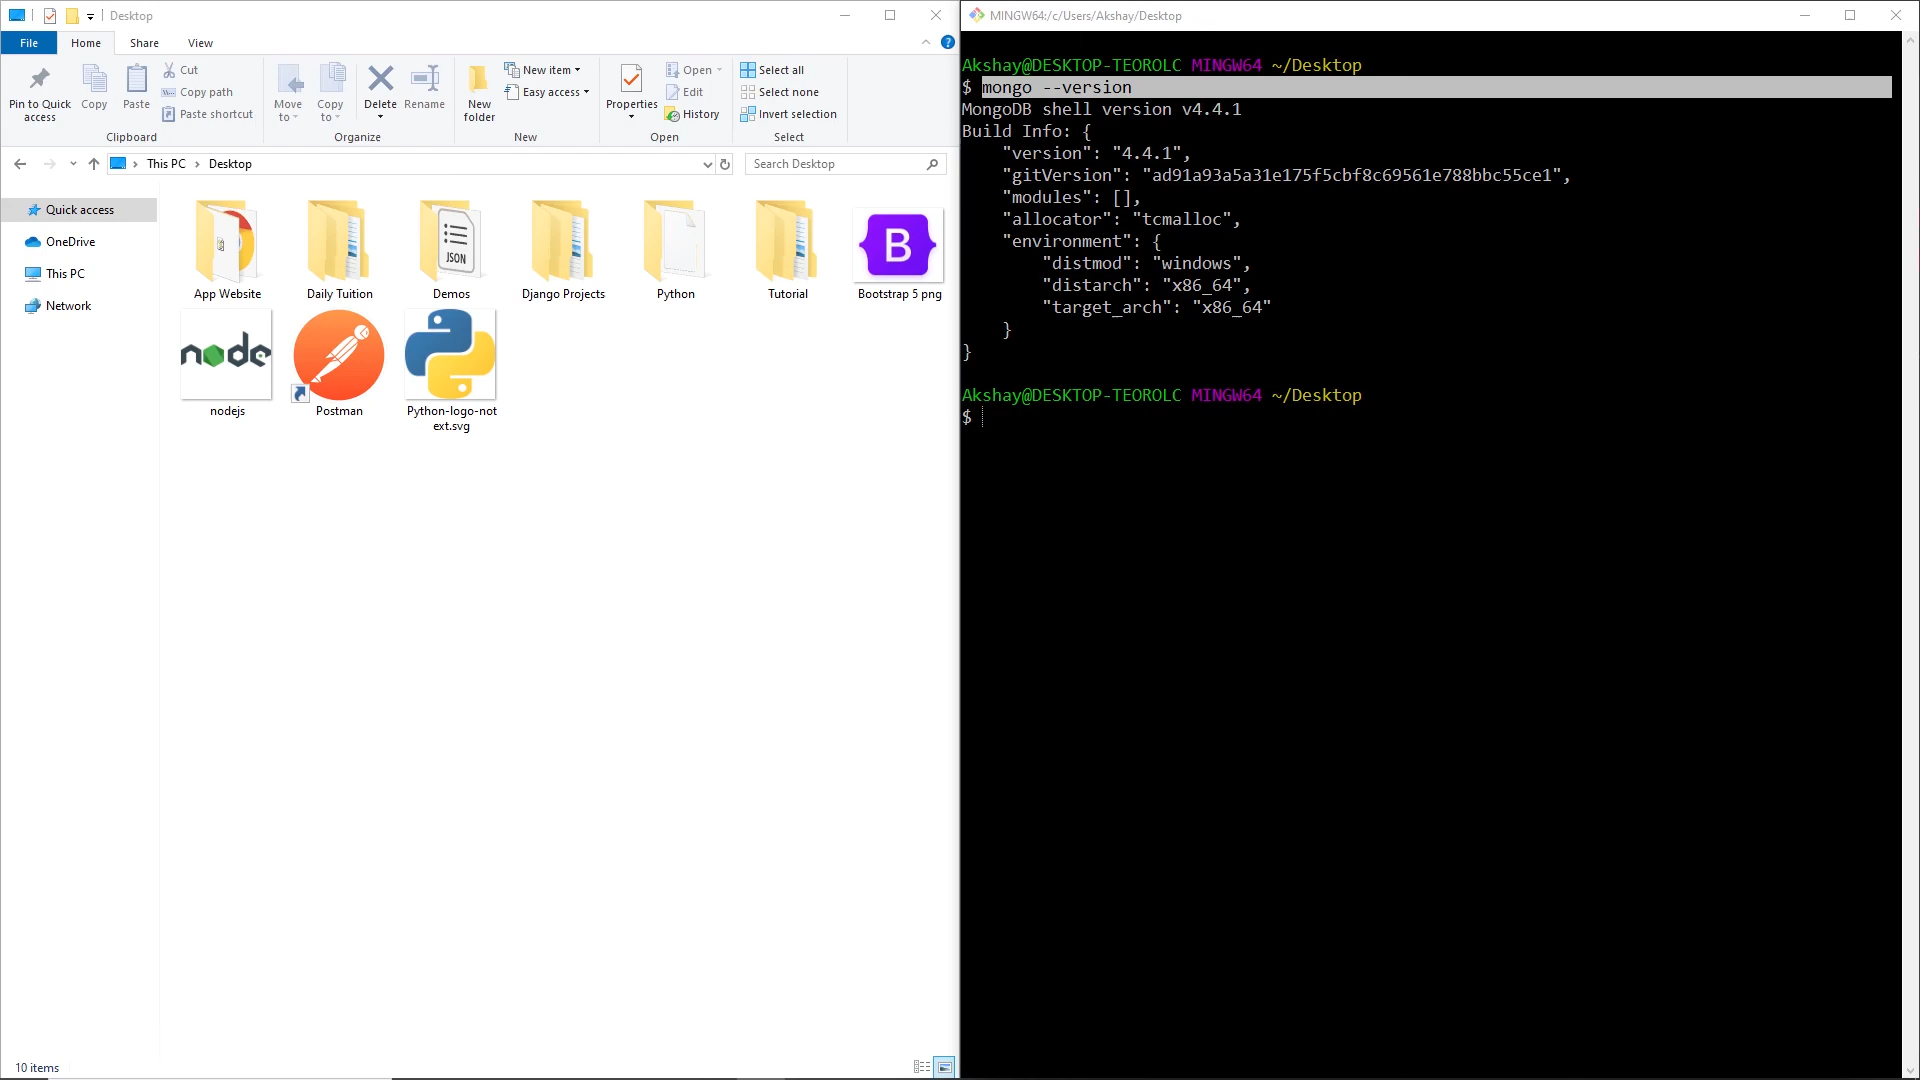 Desktop
File Home Share View
Pin to Quick access
Copy
Paste
Cut
Copy path
Paste shortcut
Clipboard
Move to
Copy to
Delete
Rename
Organize
New folder
New item
Easy access
New
Properties
Open
Edit
History
Open
Select all
Select none
Invert selection
Select
This PC > Desktop
Search Desktop
Quick access
OneDrive
This PC
Network
App Website
Daily Tuition
JSON
Demos
Django Projects
Python
Tutorial
B
Bootstrap 5 png
node
nodejs
Postman
Python-logo-not
ext.svg
10 items
MINGW64:/c/Users/Akshay/Desktop
Akshay@DESKTOP-TEOROLC MINGW64 ~/Desktop
$ mongo --version
MongoDB shell version v4.4.1
Build Info: {
    "version": "4.4.1",
    "gitVersion": "ad91a93a5a31e175f5cbf8c69561e788bbc55ce1",
    "modules": [],
    "allocator": "tcmalloc",
    "environment": {
        "distmod": "windows",
        "distarch": "x86_64",
        "target_arch": "x86_64"
    }
}
Akshay@DESKTOP-TEOROLC MINGW64 ~/Desktop
$